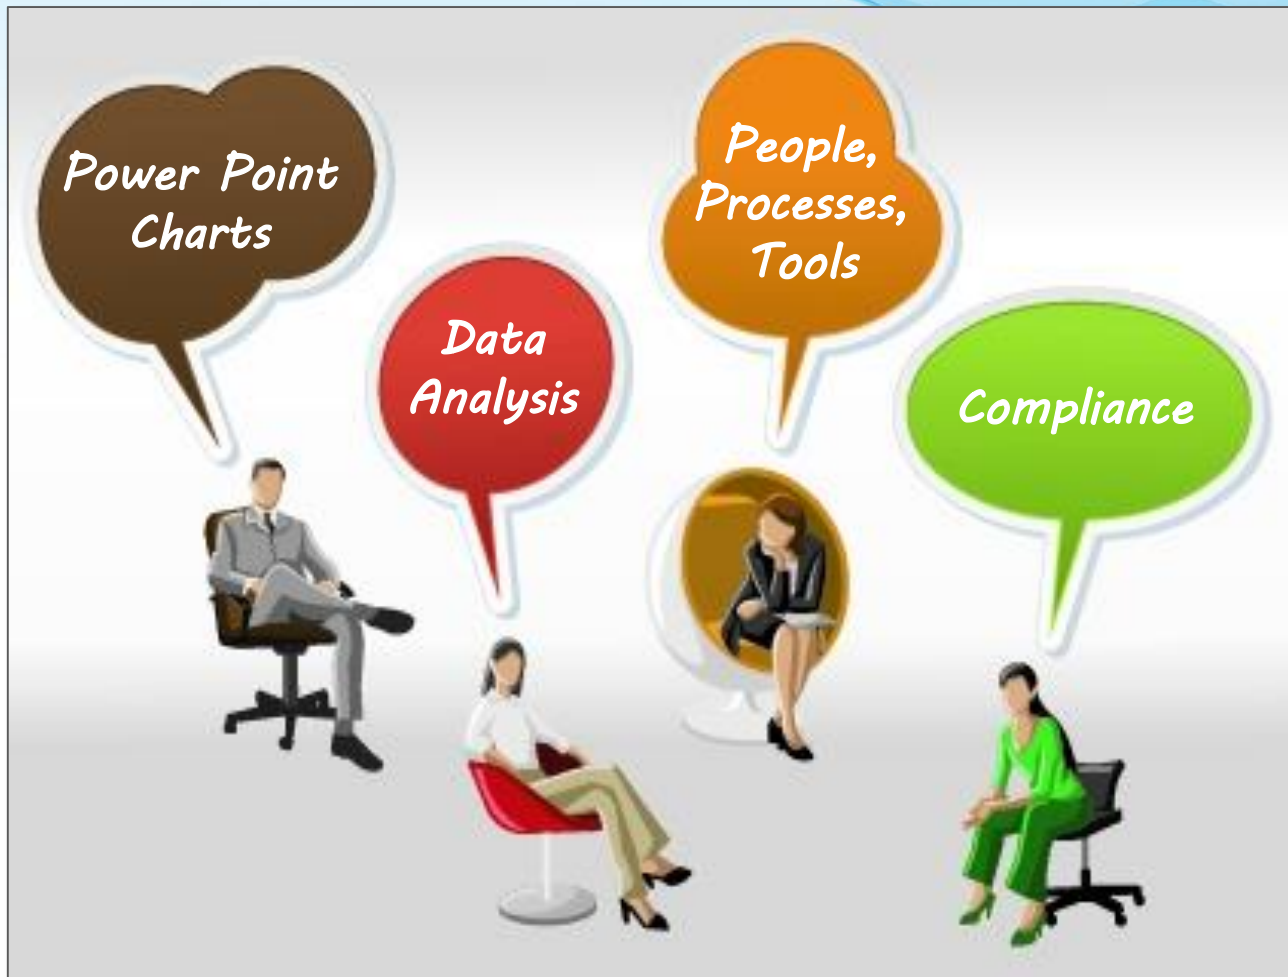 Power Point
Charts
Data
Analysis
People,
Processes,
Tools
Compliance